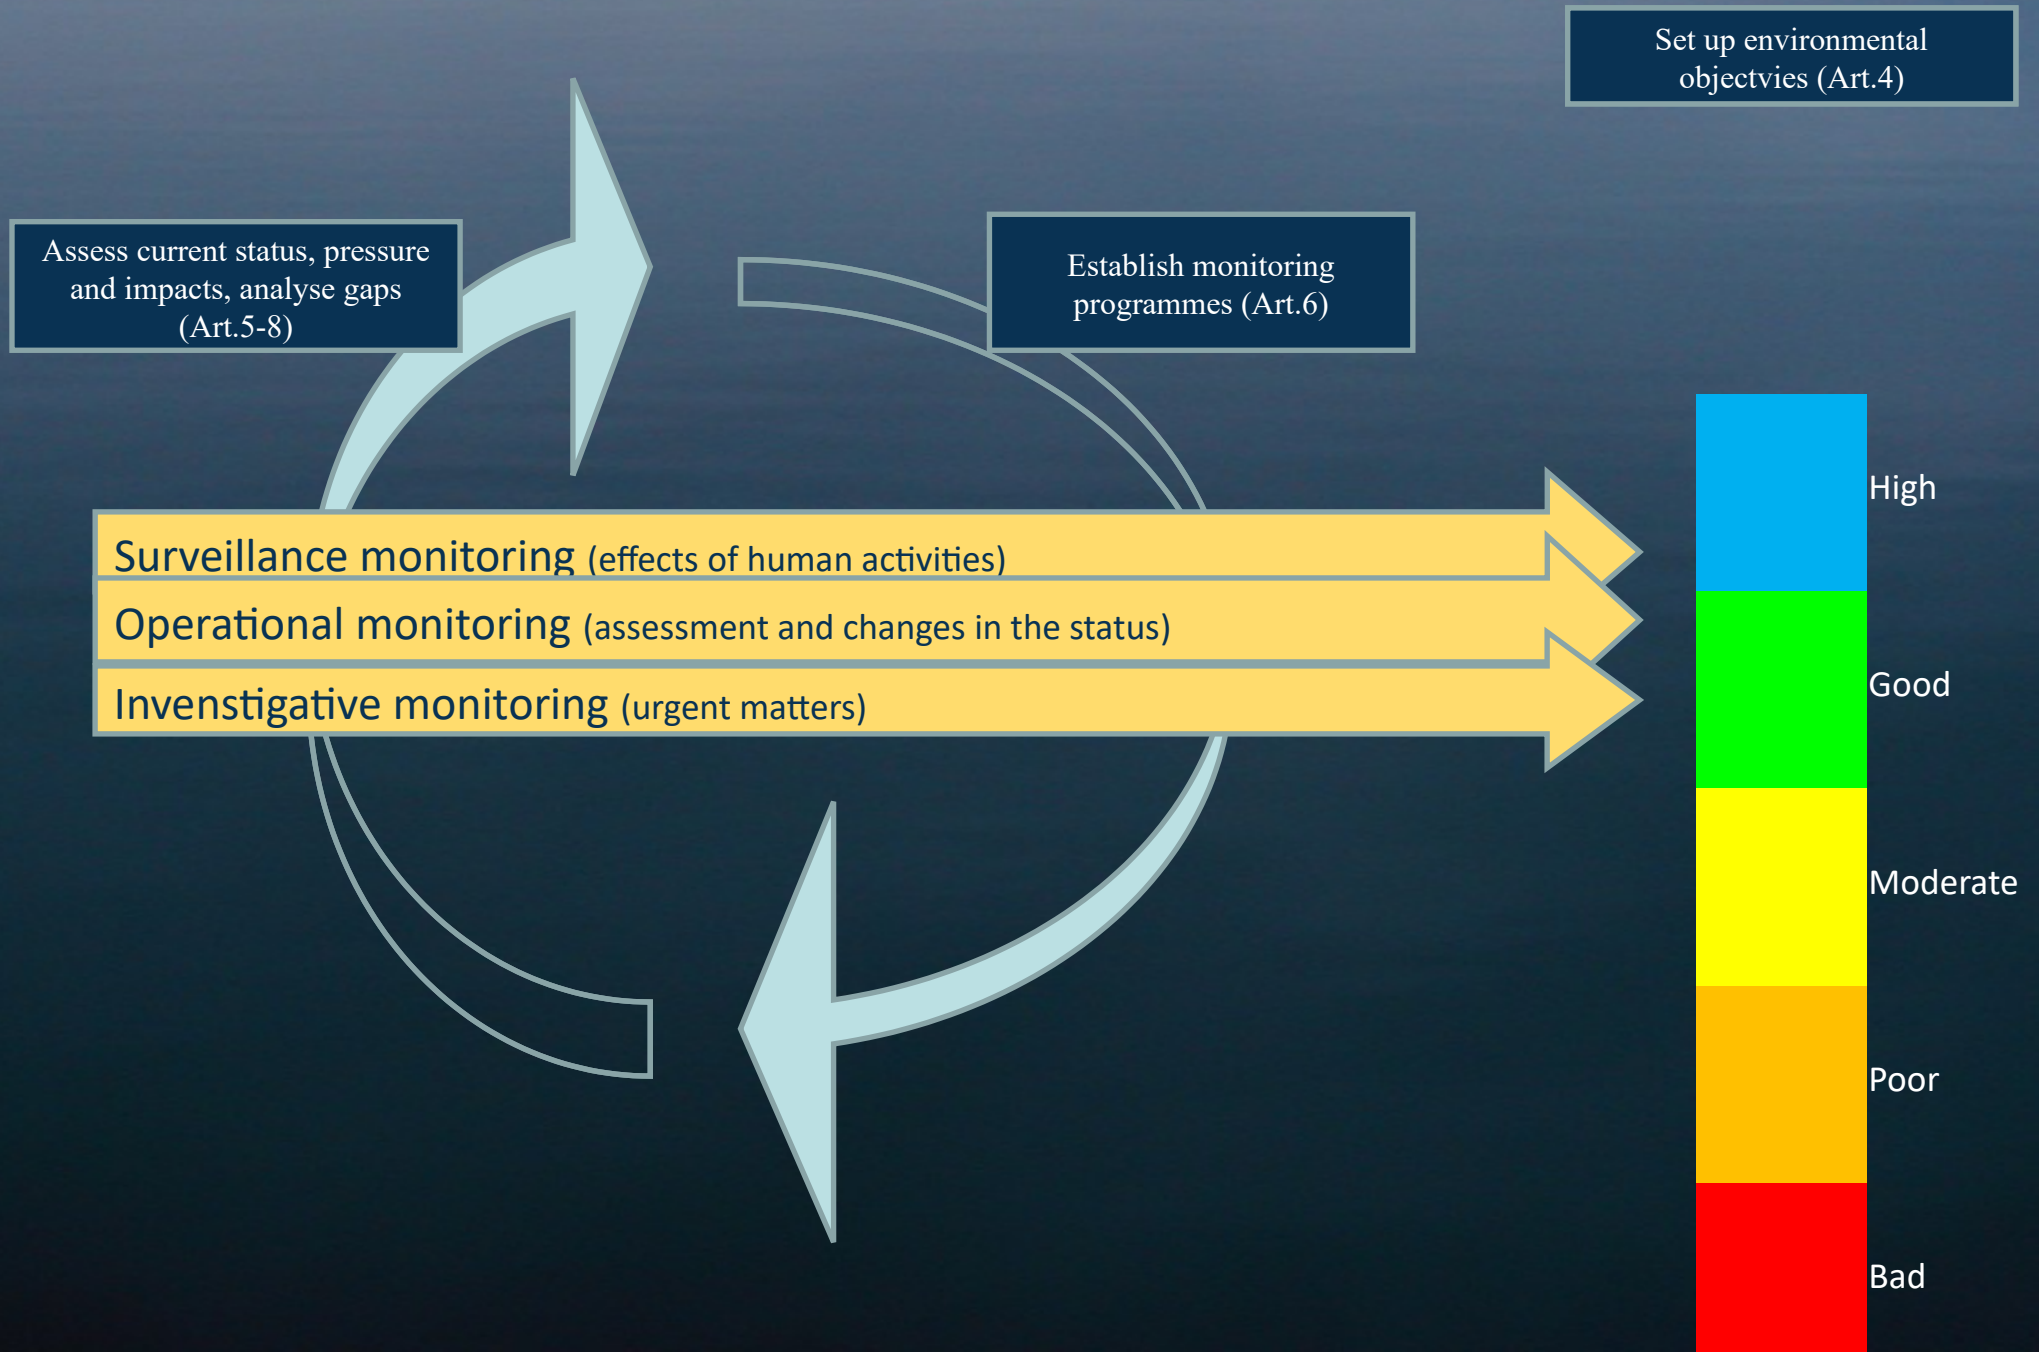 Set up environmental
objectvies (Art.4)
Assess current status, pressure
and impacts, analyse gaps
(Art.5-8)
Establish monitoring
programmes (Art.6)
Surveillance monitoring (effects of human activities)
Operational monitoring (assessment and changes in the status)
Invenstigative monitoring (urgent matters)
High
Good
Moderate
Poor
Bad